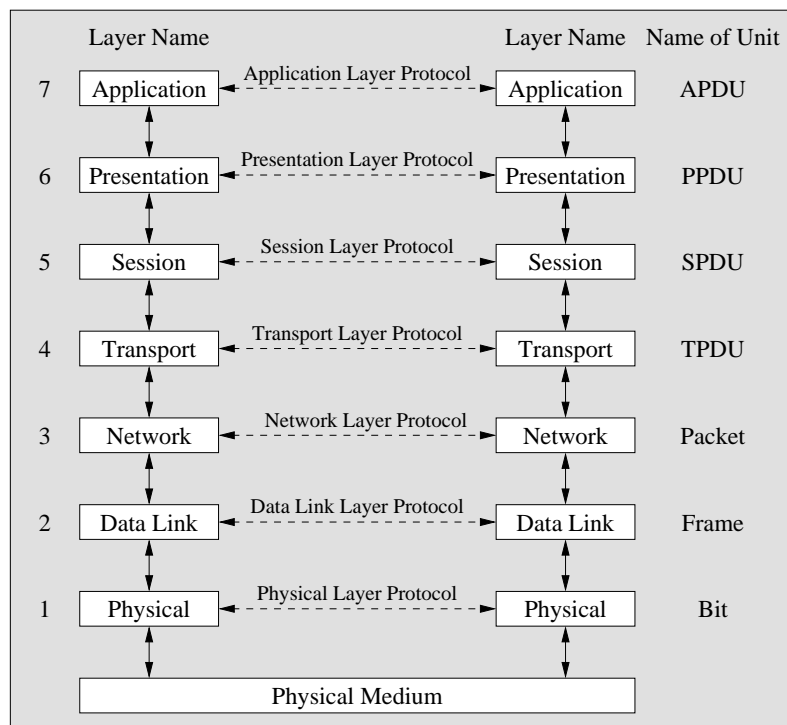 Layer Name Layer Name Name of Unit
Application Layer Protocol
7 Application Application APDU
Presentation Layer Protocol
6 Presentation Presentation PPDU
Session Layer Protocol
5 Session Session SPDU
Transport Layer Protocol
4 Transport Transport TPDU
Network Layer Protocol
3 Network Network Packet
Data Link Layer Protocol
2 Data Link Data Link Frame
Physical Layer Protocol
1 Physical Physical Bit
Physical Medium